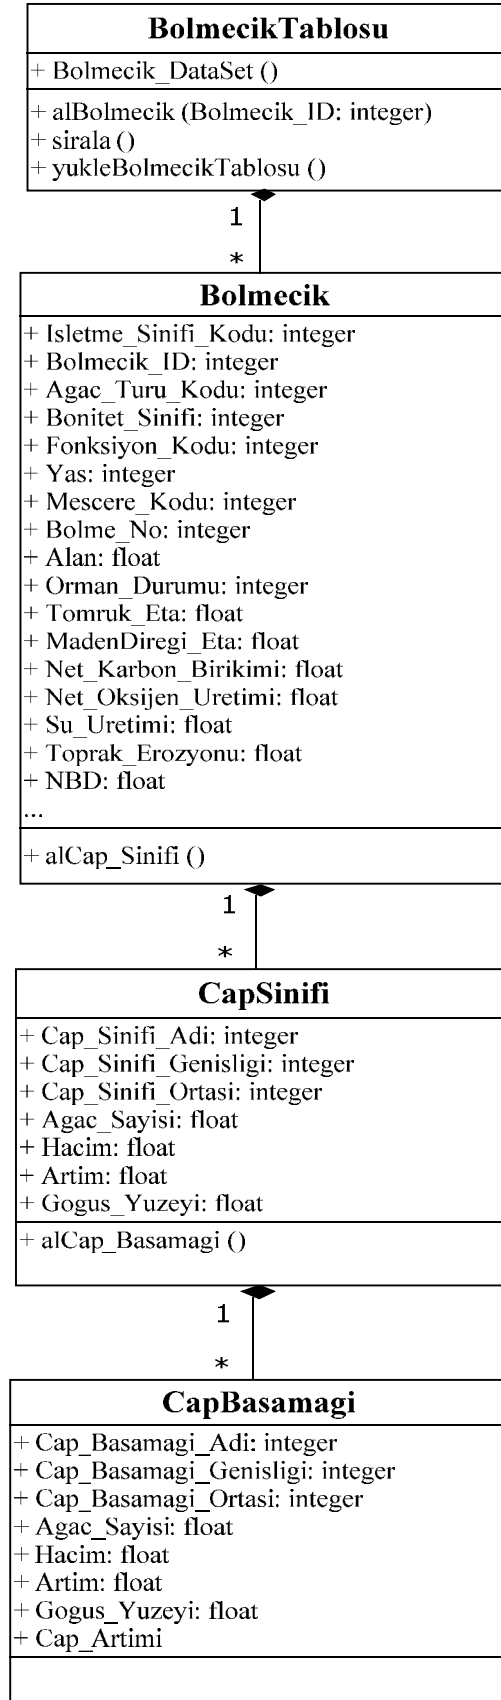 BolmecikTablosu
+ Bolmecik_DataSet ()
+ alBolmecik (Bolmecik_ID: integer)
+ sirala ()
+ yukleBolmecikTablosu ()
1
*
Bolmecik
+ Isletme_Sinifi_Kodu: integer
+ Bolmecik_ID: integer
+ Agac_Turu_Kodu: integer
+ Bonitet_Sinifi: integer
+ Fonksiyon_Kodu: integer
+ Yas: integer
+ Mescere_Kodu: integer
+ Bolme_No: integer
+ Alan: float
+ Orman_Durumu: integer
+ Tomruk_Eta: float
+ MadenDiregi_Eta: float
+ Net_Karbon_Birikimi: float
+ Net_Oksijen_Uretimi: float
+ Su_Uretimi: float
+ Toprak_Erozyonu: float
+ NBD: float
...
+ alCap_Sinifi ()
1
*
CapSinifi
+ Cap_Sinifi_Adi: integer
+ Cap_Sinifi_Genisligi: integer
+ Cap_Sinifi_Ortasi: integer
+ Agac_Sayisi: float
+ Hacim: float
+ Artim: float
+ Gogus_Yuzeyi: float
+ alCap_Basamagi ()
1
*
CapBasamagi
+ Cap_Basamagi_Adi: integer
+ Cap_Basamagi_Genisligi: integer
+ Cap_Basamagi_Ortasi: integer
+ Agac_Sayisi: float
+ Hacim: float
+ Artim: float
+ Gogus_Yuzeyi: float
+ Cap_Artimi